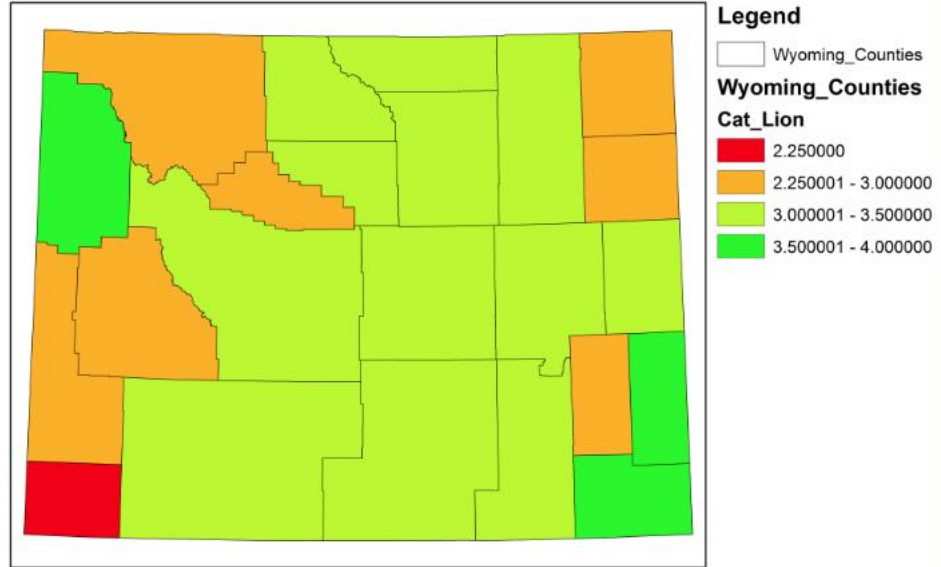 Legend
Wyoming_Counties
Wyoming_Counties
Cat_Lion
2.250000
2.250001 - 3.000000
3.000001 - 3.500000
3.500001 - 4.000000